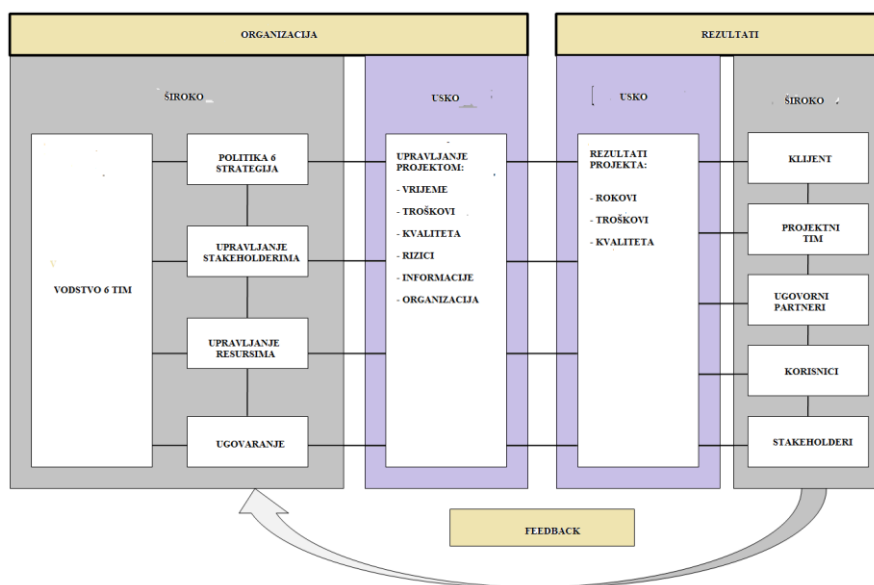 ORGANIZACIJA
REZULTATI
ŠIROKO
USKO
USKO
ŠIROKO
VODSTVO 6 TIM
POLITIKA 6
STRATEGIJA
UPRAVLJANJE
STAKEHOLDERIMA
UPRAVLJANJE
RESURSIMA
UGOVARANJE
UPRAVLJANJE
PROJEKTOM:
- VRIJEME
- TROŠKOVI
- KVALITETA
- RIZICI
- INFORMACIJE
- ORGANIZACIJA
REZULTATI
PROJEKTA:
- ROKOVI
- TROŠKOVI
- KVALITETA
KLIJENT
PROJEKTNI
TIM
UGOVORNI
PARTNERI
KORISNICI
STAKEHOLDERI
FEEDBACK